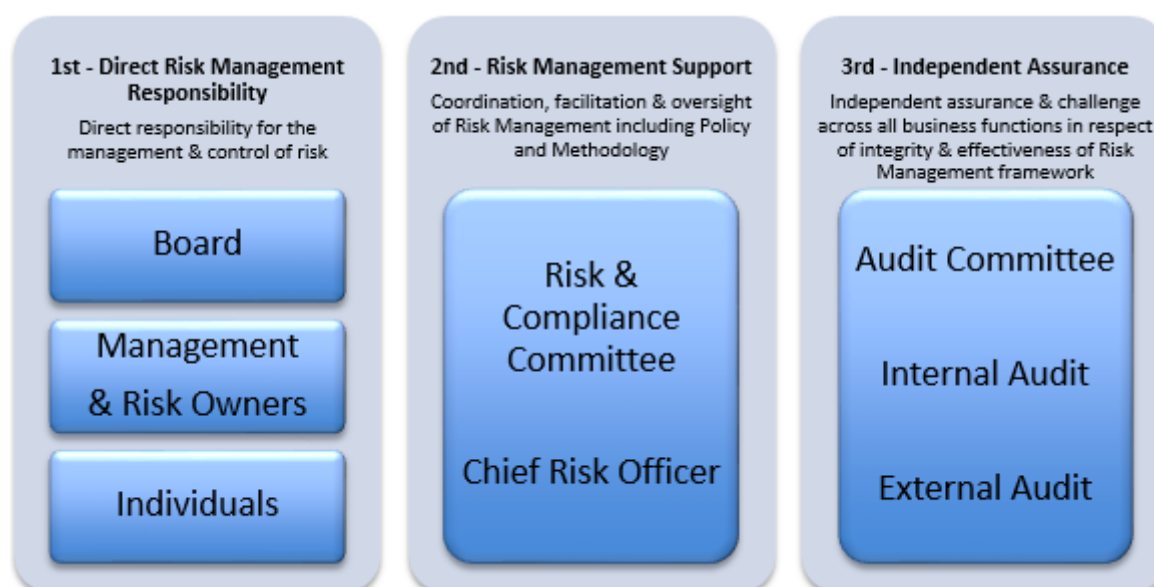 1st - Direct Risk Management
Responsibility
Direct responsibility for the
management & control of risk
Board
Management
& Risk Owners
Individuals
2nd - Risk Management Support
Coordination, facilitation & oversight
of Risk Management including Policy
and Methodology
Risk &
Compliance
Committee
Chief Risk Officer
3rd - Independent Assurance
Independent assurance & challenge
across all business functions in respect
of integrity & effectiveness of Risk
Management framework
Audit Committee
Internal Audit
External Audit